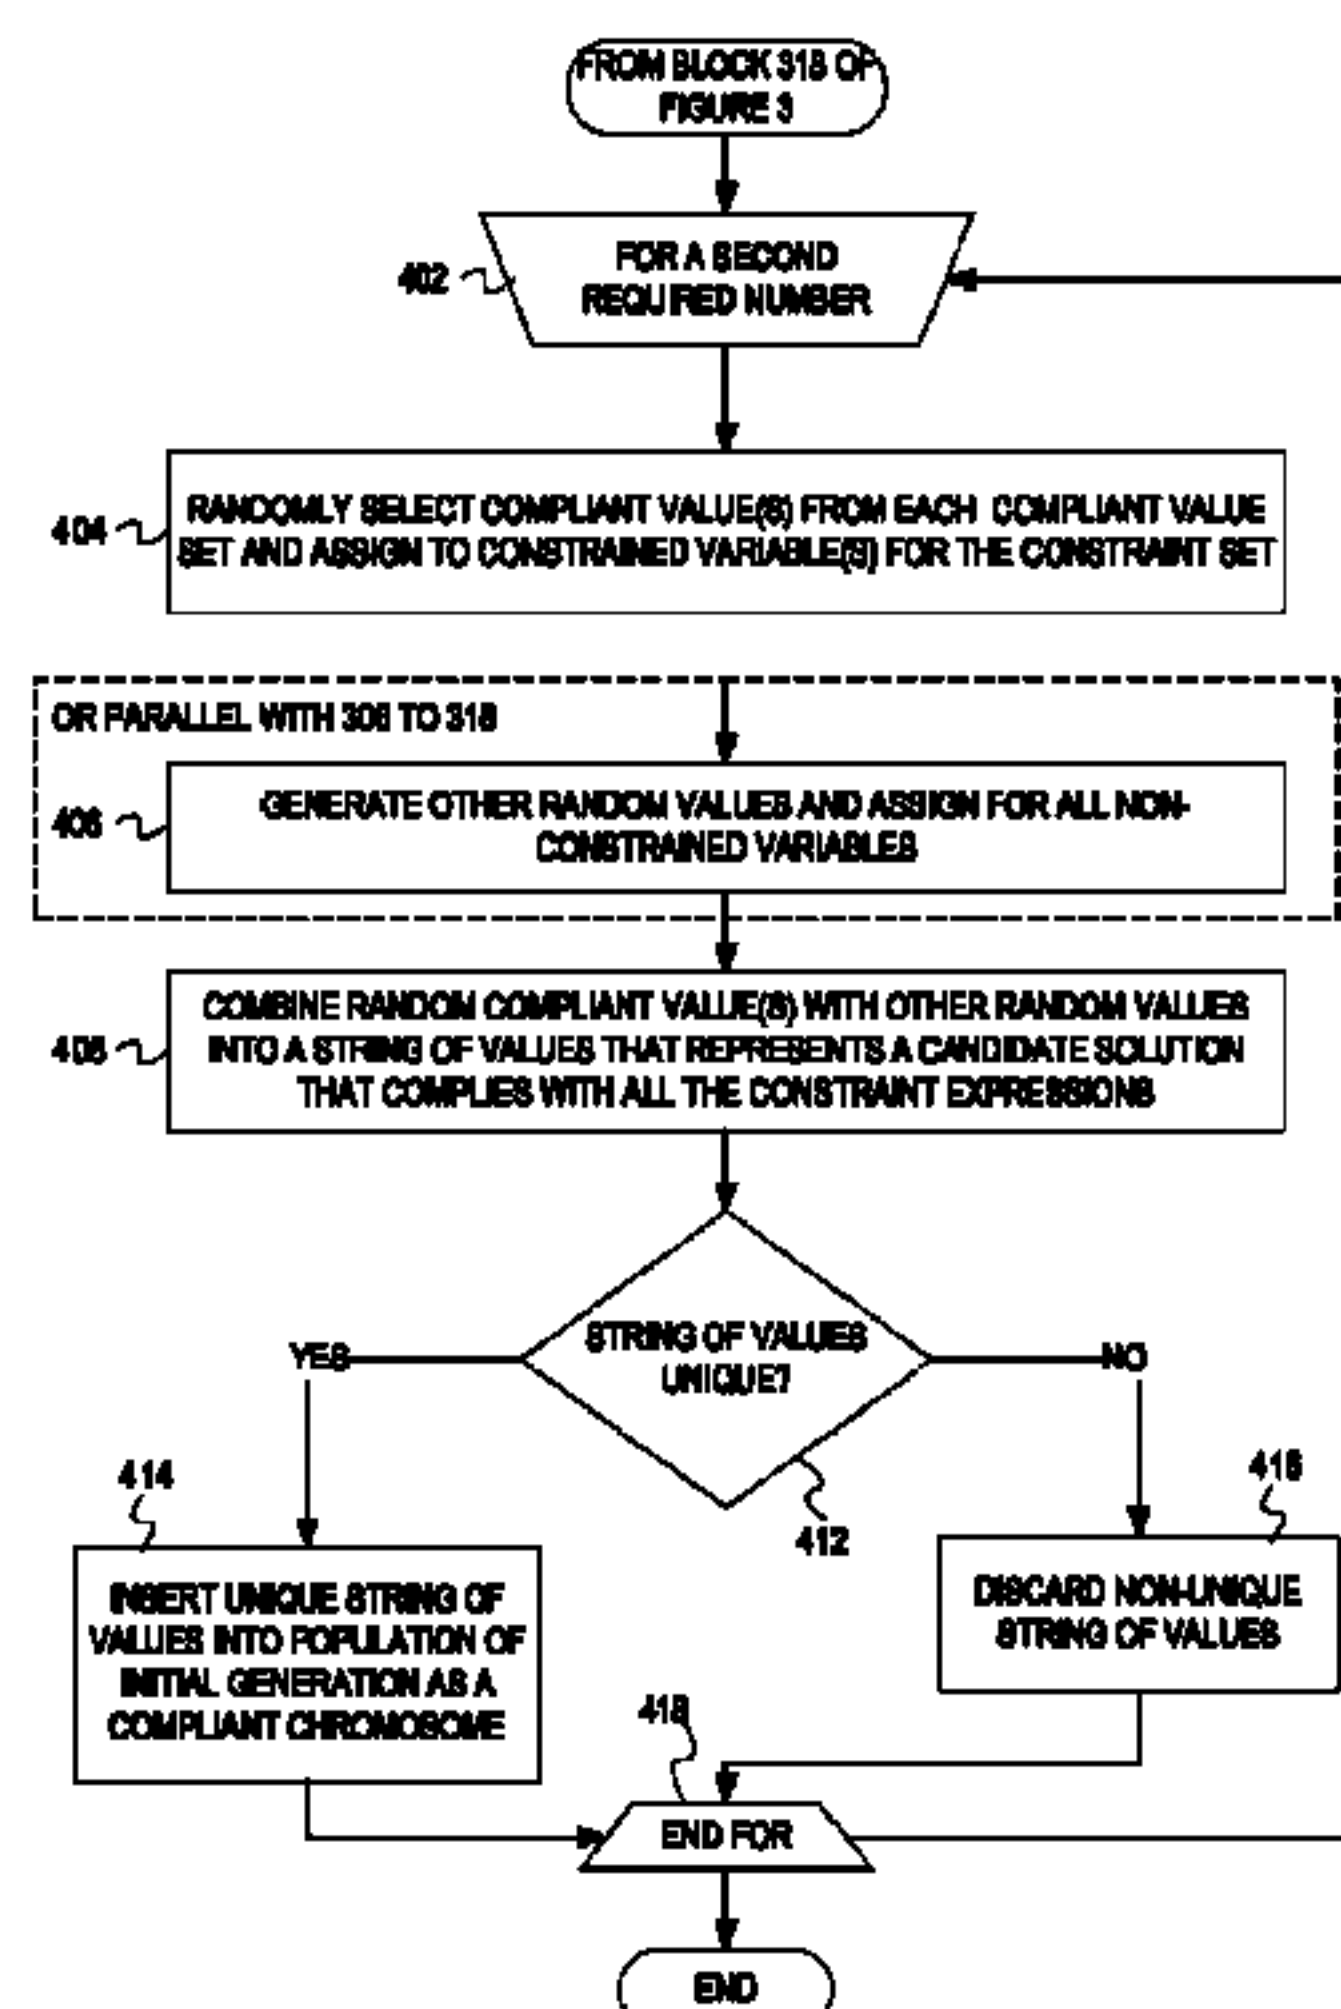 FROM BLOCK 318 OF
FIGURE 3
402
FOR A SECOND
REQUIRED NUMBER
404
RANDOMLY SELECT COMPLIANT VALUE(S) FROM EACH COMPLIANT VALUE
SET AND ASSIGN TO CONSTRAINED VARIABLE(S) FOR THE CONSTRAINT SET
OR PARALLEL WITH 306 TO 318
406
GENERATE OTHER RANDOM VALUES AND ASSIGN FOR ALL NON-
CONSTRAINED VARIABLES
408
COMBINE RANDOM COMPLIANT VALUE(S) WITH OTHER RANDOM VALUES
INTO A STRING OF VALUES THAT REPRESENTS A CANDIDATE SOLUTION
THAT COMPLIES WITH ALL THE CONSTRAINT EXPRESSIONS
STRING OF VALUES
UNIQUE?
YES
NO
412
414
INSERT UNIQUE STRING OF
VALUES INTO POPULATION OF
INITIAL GENERATION AS A
COMPLIANT CHROMOSOME
416
DISCARD NON-UNIQUE
STRING OF VALUES
418
END FOR
END